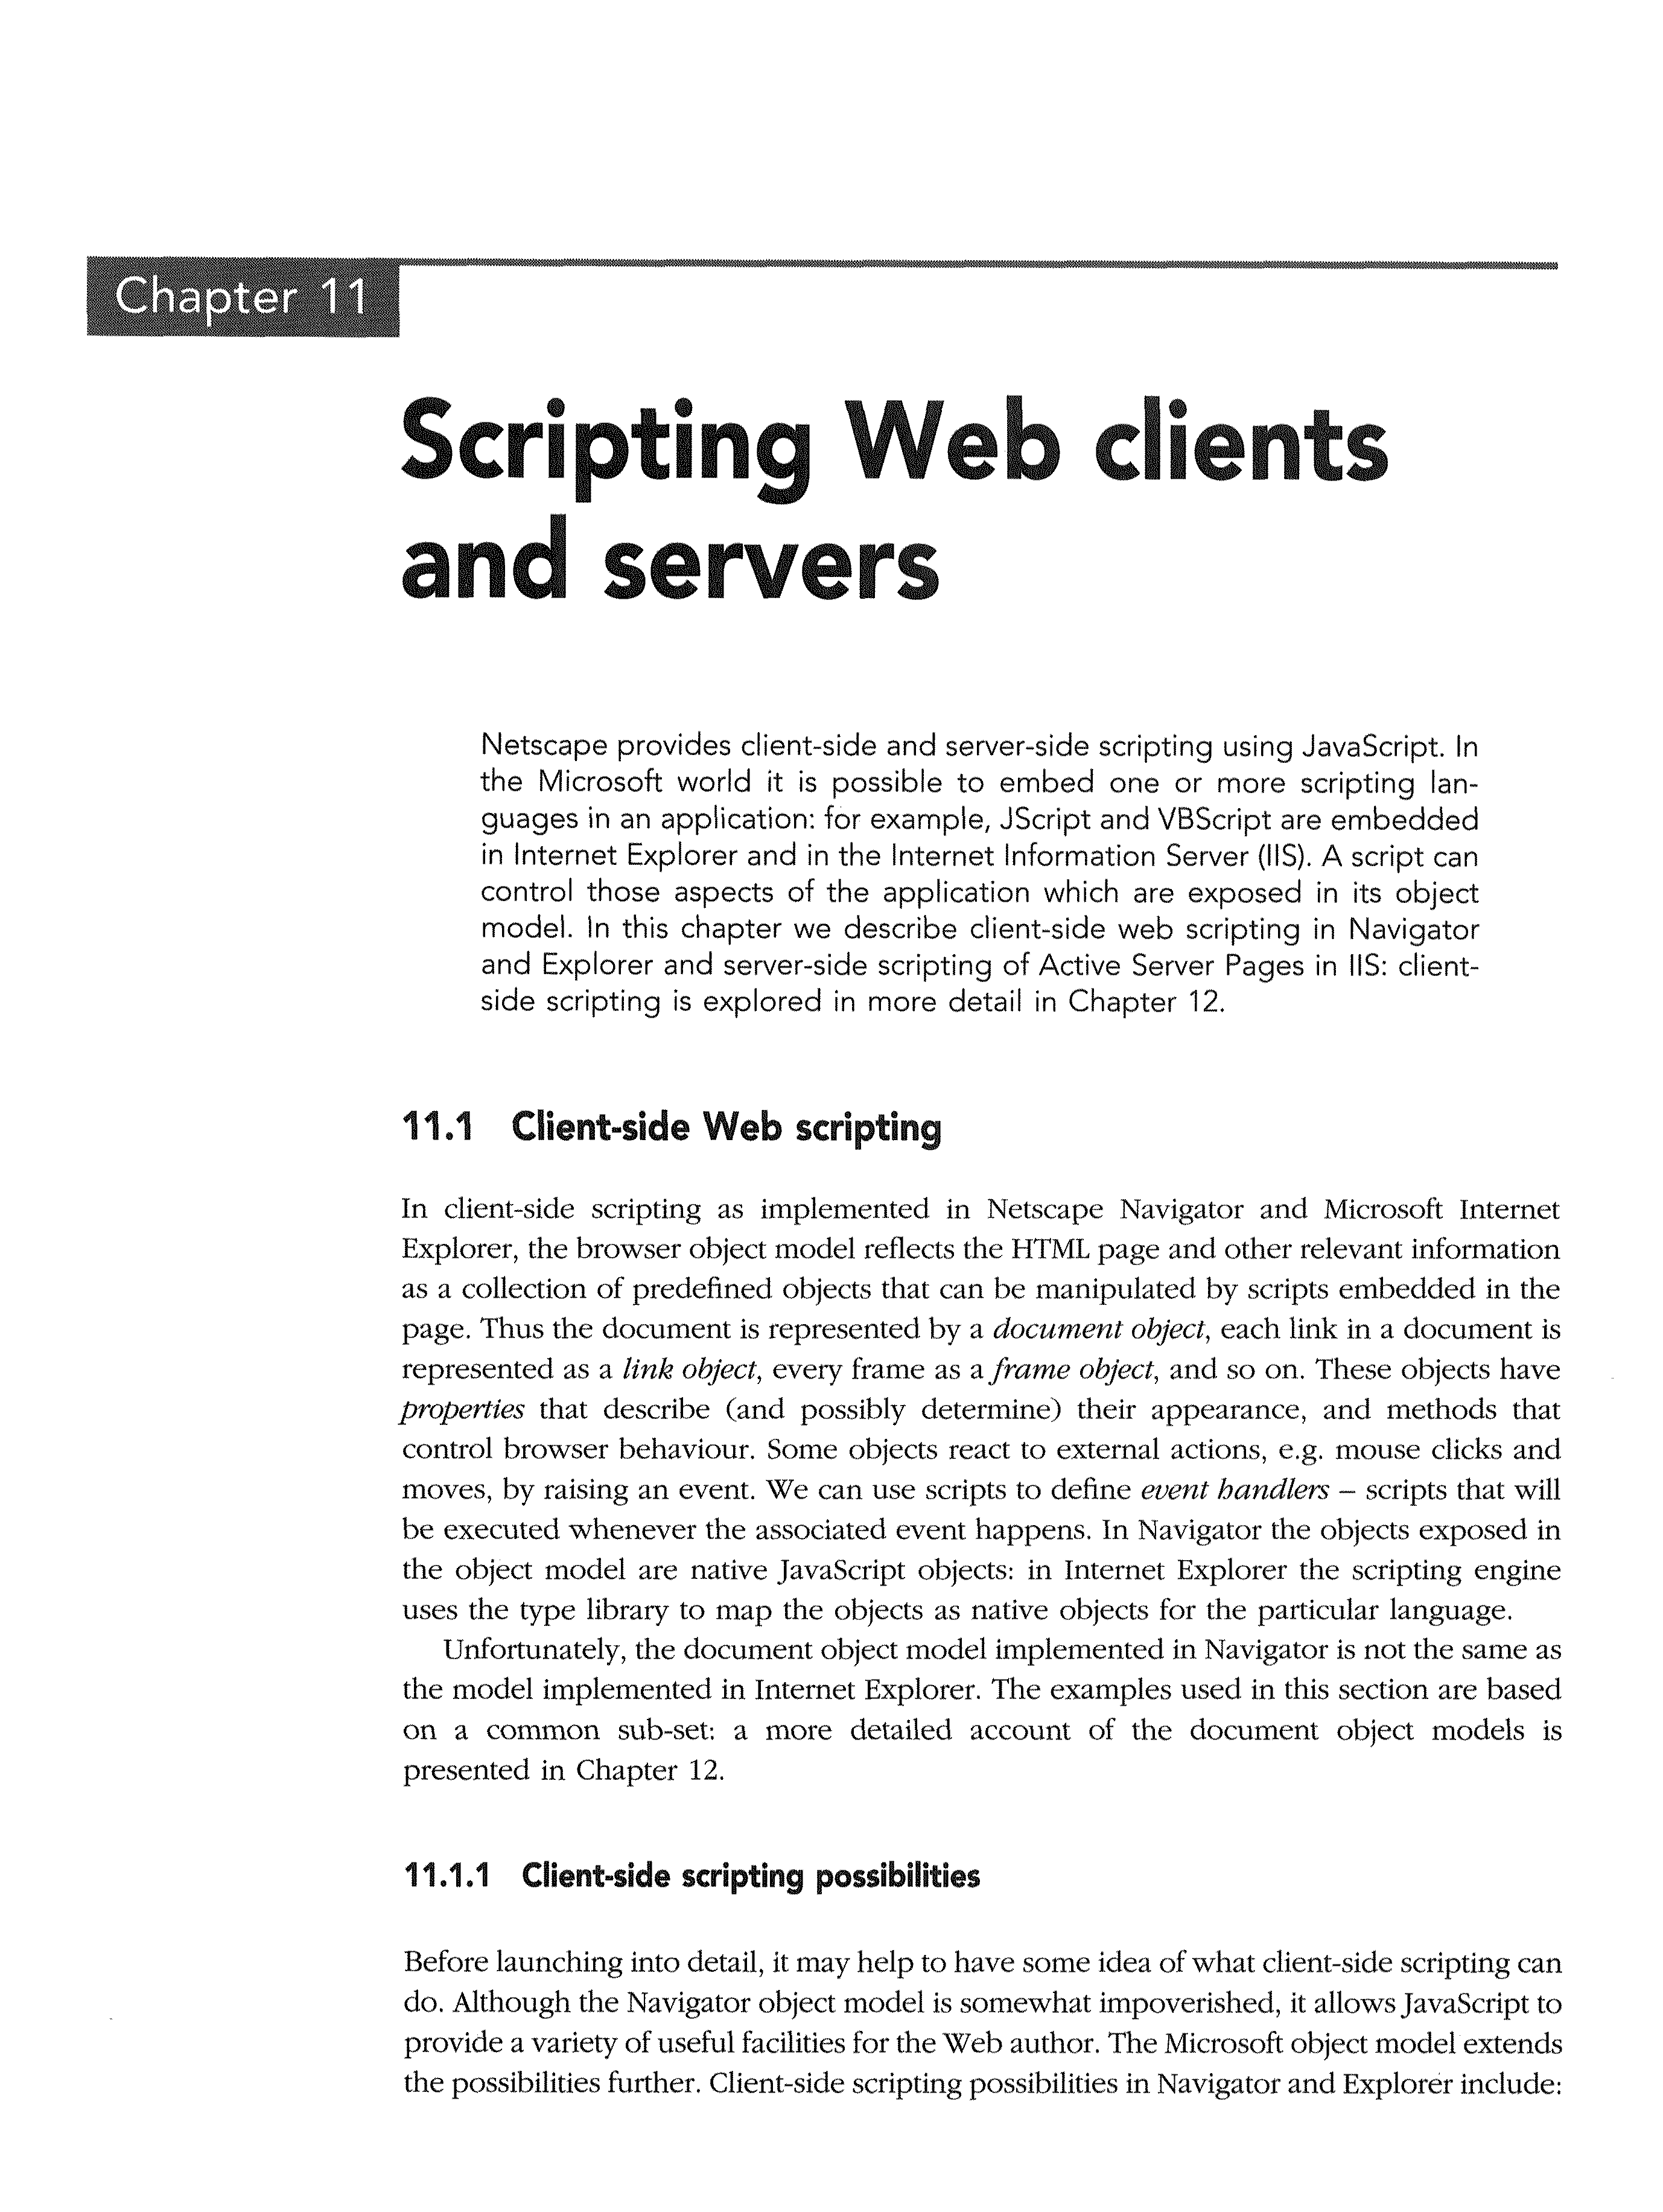 Chapter 11
Scripting Web clients
and servers
Netscape provides client-side and server-side scripting using JavaScript. In
the Microsoft world it is possible to embed one or more scripting lan-
guages in an application: for example, JScript and VBScript are embedded
in Internet Explorer and in the Internet Information Server (IIS). A script can
control those aspects of the application which are exposed in its object
model. In this chapter we describe client-side web scripting in Navigator
and Explorer and server-side scripting of Active Server Pages in IIS: client-
side scripting is explored in more detail in Chapter 12.
11.1 Client-side Web scripting
In client-side scripting as implemented in Netscape Navigator and Microsoft Internet
Explorer, the browser object model reflects the HTML page and other relevant information
as a collection of predefined objects that can be manipulated by scripts embedded in the
page. Thus the document is represented by a document object, each link in a document is
represented as a link object, every frame as a frame object, and so on. These objects have
properties that describe (and possibly determine) their appearance, and methods that
control browser behaviour. Some objects react to external actions, e.g. mouse clicks and
moves, by raising an event. We can use scripts to define event handlers – scripts that will
be executed whenever the associated event happens. In Navigator the objects exposed in
the object model are native JavaScript objects: in Internet Explorer the scripting engine
uses the type library to map the objects as native objects for the particular language.
Unfortunately, the document object model implemented in Navigator is not the same as
the model implemented in Internet Explorer. The examples used in this section are based
on a common sub-set: a more detailed account of the document object models is
presented in Chapter 12.
11.1.1 Client-side scripting possibilities
Before launching into detail, it may help to have some idea of what client-side scripting can
do. Although the Navigator object model is somewhat impoverished, it allows JavaScript to
provide a variety of useful facilities for the Web author. The Microsoft object model extends
the possibilities further. Client-side scripting possibilities in Navigator and Explorer include: